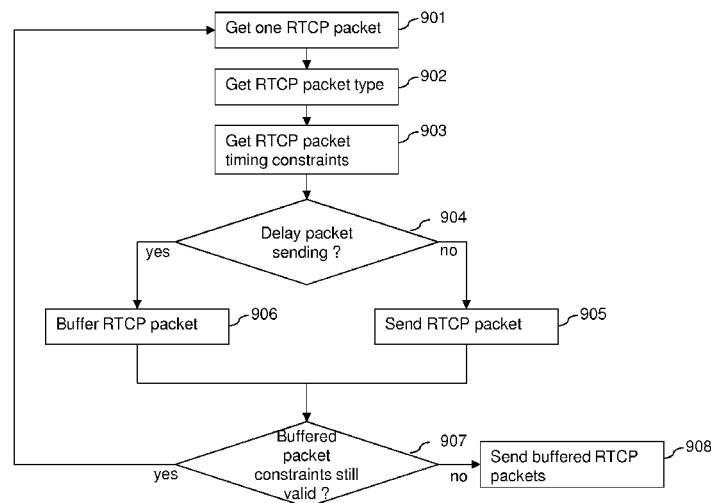 Get one RTCP packet
901
Get RTCP packet type
902
Get RTCP packet
timing constraints
903
Delay packet
sending ?
904
yes
no
Buffer RTCP packet
906
Send RTCP packet
905
Buffered
packet
constraints still
valid ?
907
yes
no
Send buffered RTCP
packets
908